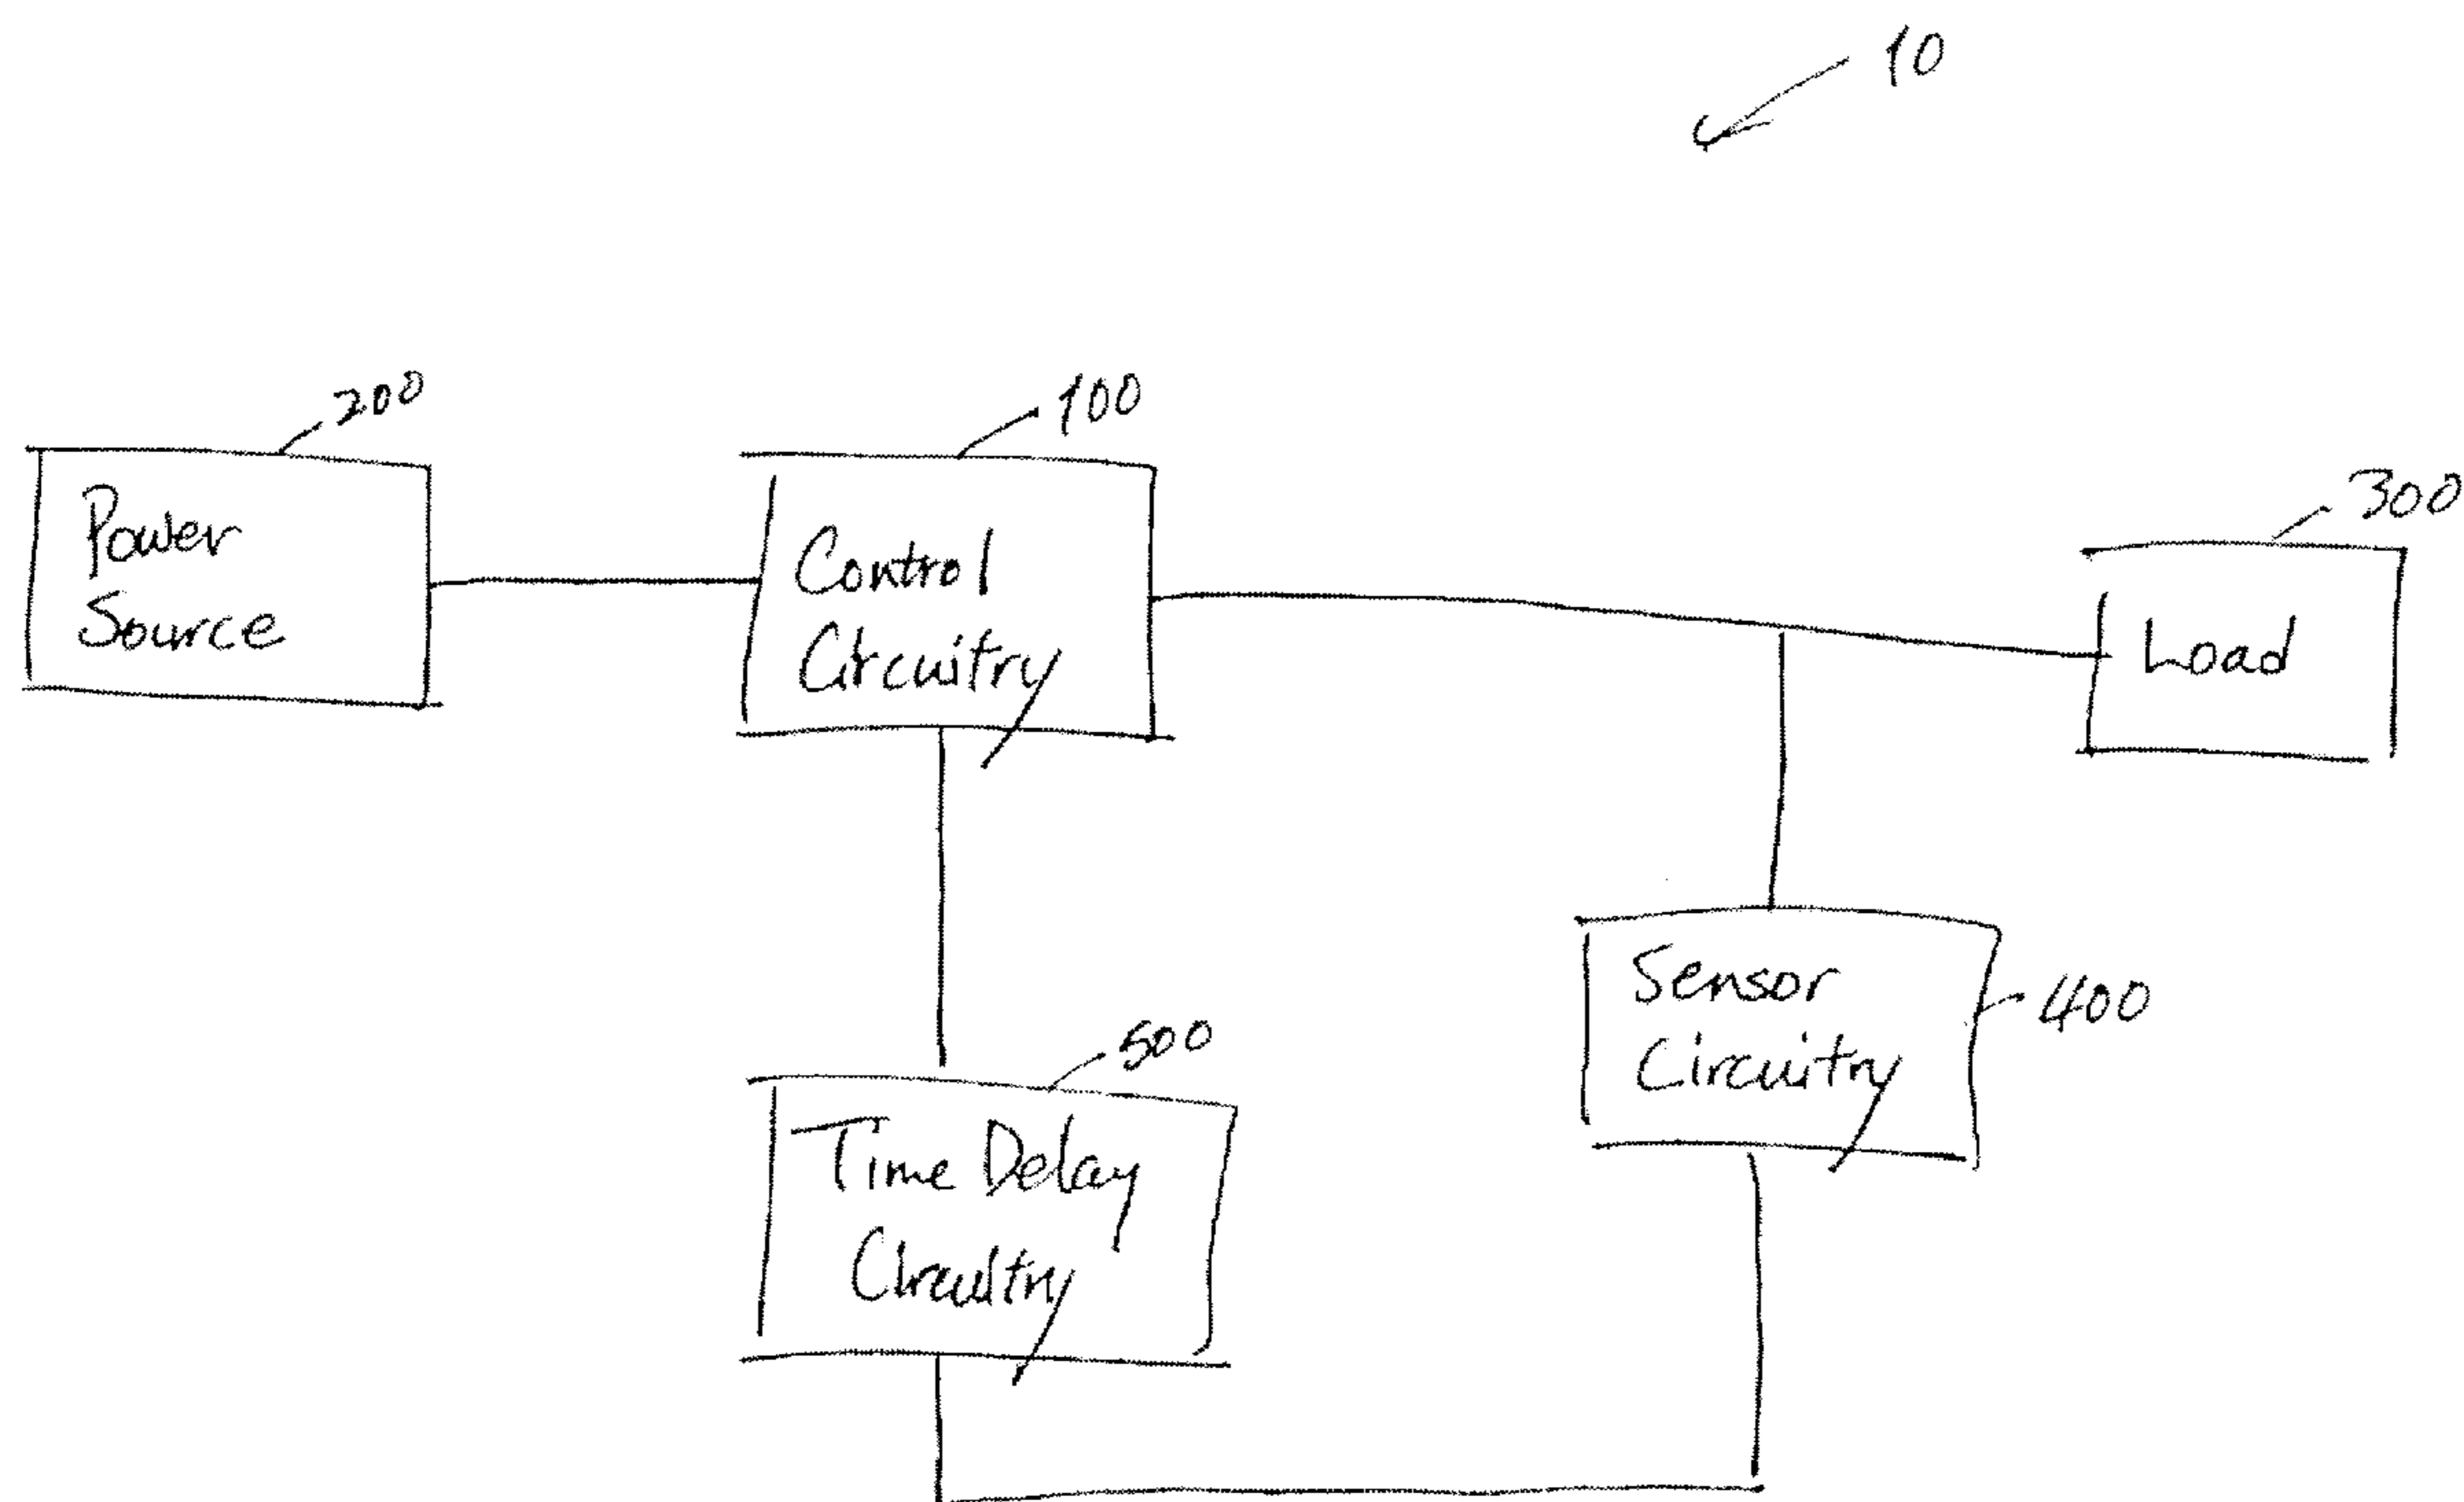 10
200
Power
Source
100
Control
Circuitry
300
Load
Sensor
Circuitry
400
500
Time Delay
Circuitry